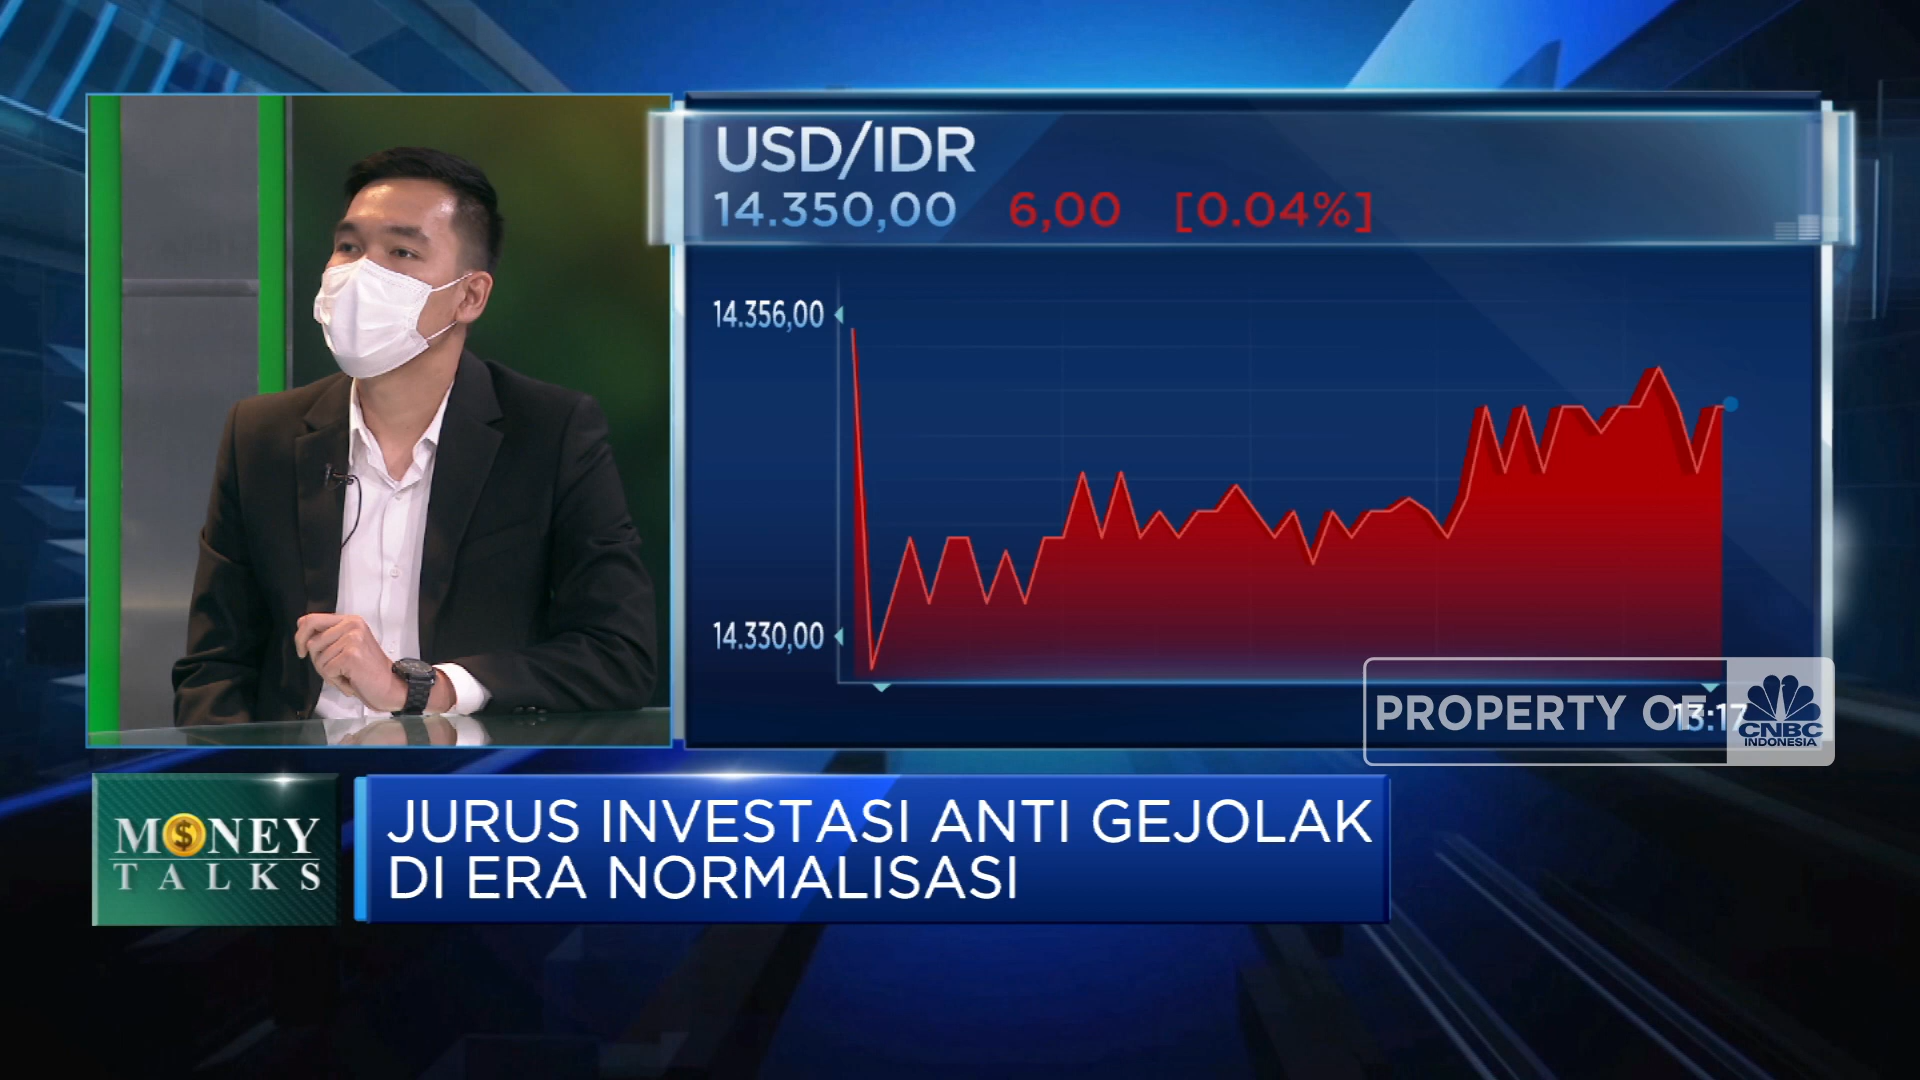 USD/IDR
14.350,00 6,00 [0.04%]
14.356,00
14.330,00
13:17
PROPERTY OF CNBC
INDONESIA
MONEY
TALKS
JURUS INVESTASI ANTI GEJOLAK
DI ERA NORMALISASI